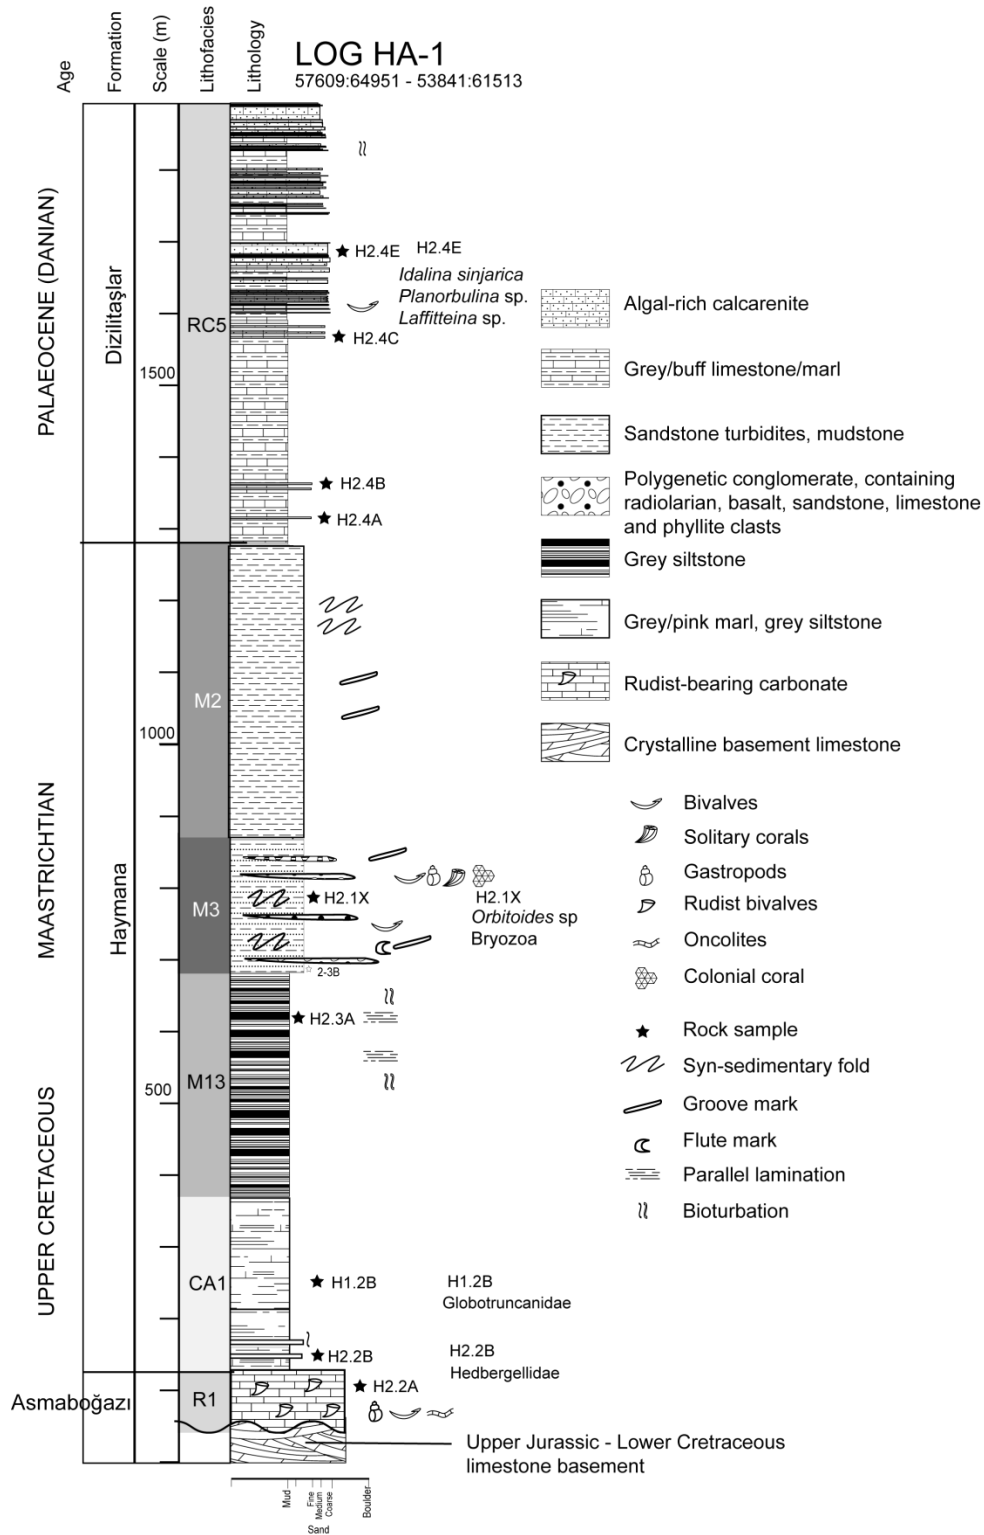 LOG HA-1
57609:64951 - 53841:61513
Age
Formation
Scale (m)
Lithofacies
Lithology
PALAEOCENE (DANIAN)
MAASTRICHTIAN
UPPER CRETACEOUS
Dizilitaşlar
Haymana
Asmaboğazı
1500
1000
500
RC5
M2
M3
M13
CA1
R1
H2.4E
H2.4E
Idalina sinjarica
Planorbulina sp.
Laffitteina sp.
H2.4C
H2.4B
H2.4A
H2.1X
H2.1X
Orbitoides sp
Bryozoa
2-3B
H2.3A
H1.2B
H1.2B
Globotruncanidae
H2.2B
H2.2B
Hedbergellidae
H2.2A
Upper Jurassic - Lower Cretraceous
limestone basement
Mud
Fine
Medium
Coarse
Sand
Boulder
Algal-rich calcarenite
Grey/buff limestone/marl
Sandstone turbidites, mudstone
Polygenetic conglomerate, containing
radiolarian, basalt, sandstone, limestone
and phyllite clasts
Grey siltstone
Grey/pink marl, grey siltstone
Rudist-bearing carbonate
Crystalline basement limestone
Bivalves
Solitary corals
Gastropods
Rudist bivalves
Oncolites
Colonial coral
Rock sample
Syn-sedimentary fold
Groove mark
Flute mark
Parallel lamination
Bioturbation